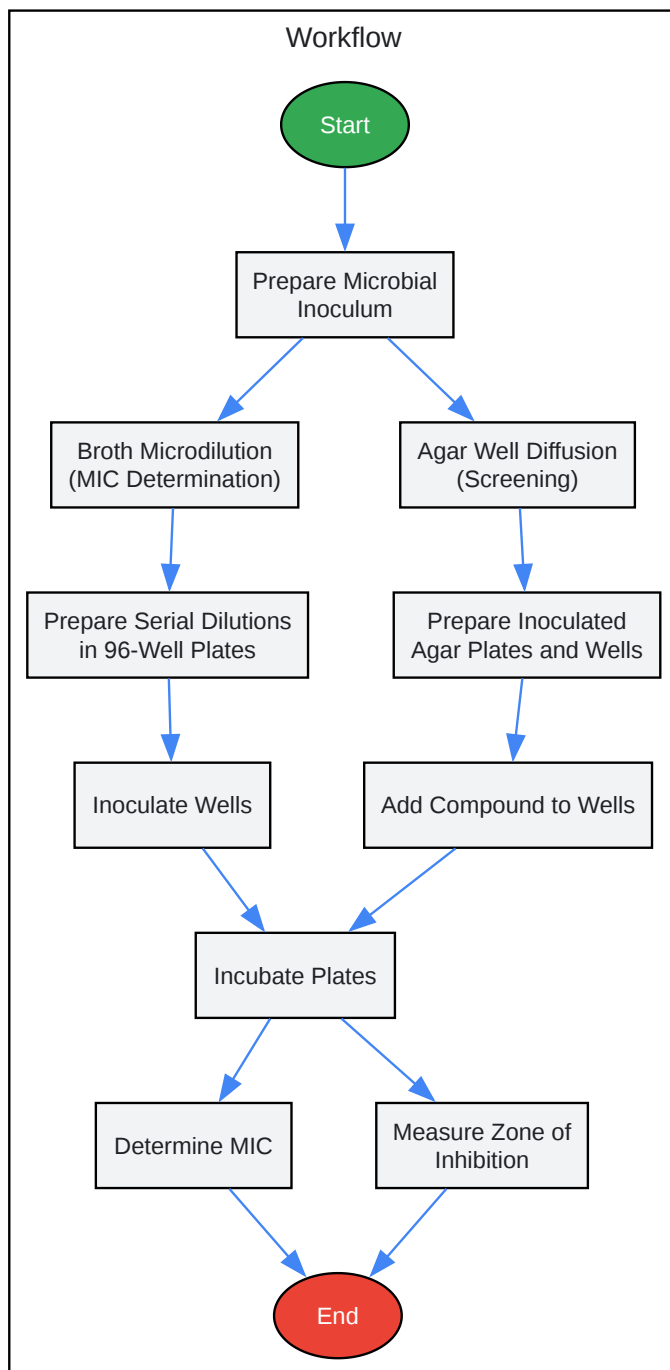 Workflow
Start
Prepare Microbial
Inoculum
Broth Microdilution
(MIC Determination)
Agar Well Diffusion
(Screening)
Prepare Serial Dilutions
in 96-Well Plates
Prepare Inoculated
Agar Plates and Wells
Inoculate Wells
Add Compound to Wells
Incubate Plates
Determine MIC
Measure Zone of
Inhibition
End